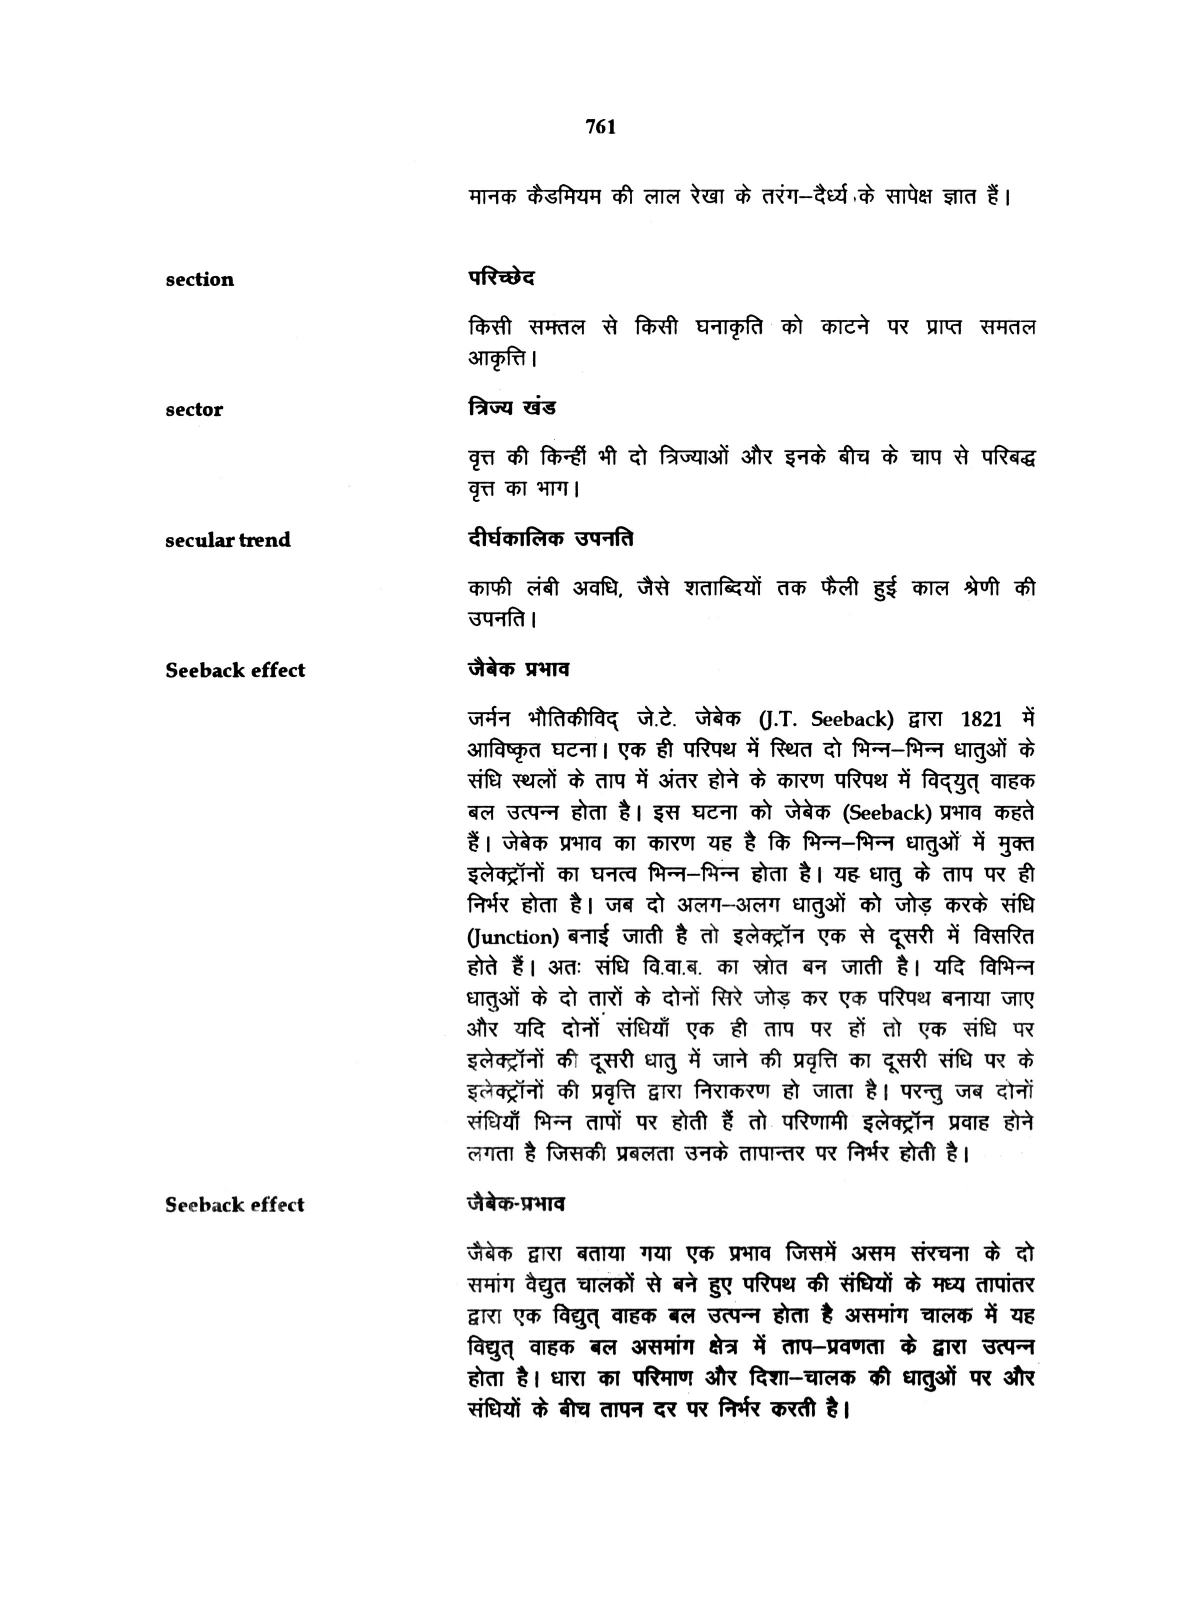 761
मानक कैडमियम की लाल रेखा के तरंग–दैर्ध्य के सापेक्ष ज्ञात हैं।
section परिच्छेद
किसी समतल से किसी घनाकृति को काटने पर प्राप्त समतल
आकृत्ति।
sector त्रिज्य खंड
वृत्त की किन्हीं भी दो त्रिज्याओं और इनके बीच के चाप से परिबद्ध
वृत्त का भाग।
secular trend दीर्घकालिक उपनति
काफी लंबी अवधि, जैसे शताब्दियों तक फैली हुई काल श्रेणी की
उपनति।
Seeback effect जैबेक प्रभाव
जर्मन भौतिकीविद् जे.टे. जेबेक (J.T. Seeback) द्वारा 1821 में
आविष्कृत घटना। एक ही परिपथ में स्थित दो भिन्न–भिन्न धातुओं के
संधि स्थलों के ताप में अंतर होने के कारण परिपथ में विद्‌युत् वाहक
बल उत्पन्न होता है। इस घटना को जेबेक (Seeback) प्रभाव कहते
हैं। जेबेक प्रभाव का कारण यह है कि भिन्न–भिन्न धातुओं में मुक्त
इलेक्ट्रॉनों का घनत्व भिन्न–भिन्न होता है। यह धातु के ताप पर ही
निर्भर होता है। जब दो अलग–अलग धातुओं को जोड़ करके संधि
(Junction) बनाई जाती है तो इलेक्ट्रॉन एक से दूसरी में विसरित
होते हैं। अतः संधि वि.वा.ब. का स्रोत बन जाती है। यदि विभिन्न
धातुओं के दो तारों के दोनों सिरे जोड़ कर एक परिपथ बनाया जाए
और यदि दोनों संधियाँ एक ही ताप पर हों तो एक संधि पर
इलेक्ट्रॉनों की दूसरी धातु में जाने की प्रवृत्ति का दूसरी संधि पर के
इलेक्ट्रॉनों की प्रवृत्ति द्वारा निराकरण हो जाता है। परन्तु जब दोनों
संधियाँ भिन्न तापों पर होती हैं तो परिणामी इलेक्ट्रॉन प्रवाह होने
लगता है जिसकी प्रबलता उनके तापान्तर पर निर्भर होती है।
Seeback effect जैबेक-प्रभाव
जैबेक द्वारा बताया गया एक प्रभाव जिसमें असम संरचना के दो
समांग वैद्युत चालकों से बने हुए परिपथ की संधियों के मध्य तापांतर
द्वारा एक विद्युत् वाहक बल उत्पन्न होता है असमांग चालक में यह
विद्युत् वाहक बल असमांग क्षेत्र में ताप–प्रवणता के द्वारा उत्पन्न
होता है। धारा का परिमाण और दिशा–चालक की धातुओं पर और
संधियों के बीच तापन दर पर निर्भर करती है।